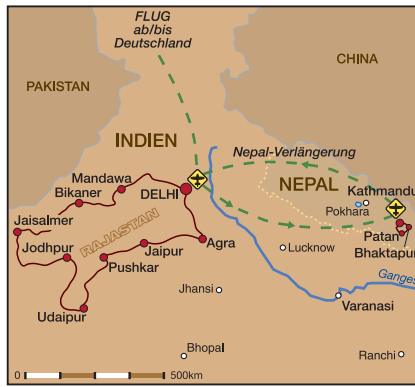 FLUG
ab/bis
Deutschland
CHINA
PAKISTAN
INDIEN
Nepal-Verlängerung
Mandawa
Bikaner
DELHI
NEPAL
Kathmandu
Pokhara
Jaisalmer
RAJASTAN
Patan
Bhaktapur
Jodhpur
Jaipur
Agra
Lucknow
Pushkar
Ganges
Udaipur
Jhansi
Varanasi
Bhopal
Ranchi
0
500km